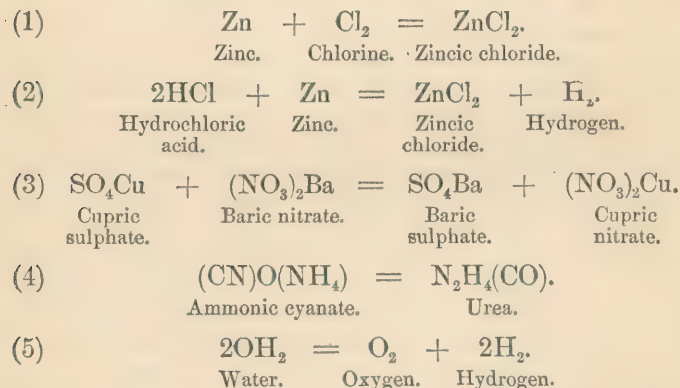 (1) Zn + Cl₂ = ZnCl₂.
Zinc. Chlorine. Zincic chloride.
(2) 2HCl + Zn = ZnCl₂ + H₂.
Hydrochloric Zinc. Zincic Hydrogen.
acid. chloride.
(3) SO₄Cu + (NO₃)₂Ba = SO₄Ba + (NO₃)₂Cu.
Cupric Baric nitrate. Baric Cupric
sulphate. sulphate. nitrate.
(4) (CN)O(NH₄) = N₂H₄(CO).
Ammonic cyanate. Urea.
(5) 2OH₂ = O₂ + 2H₂.
Water. Oxygen. Hydrogen.